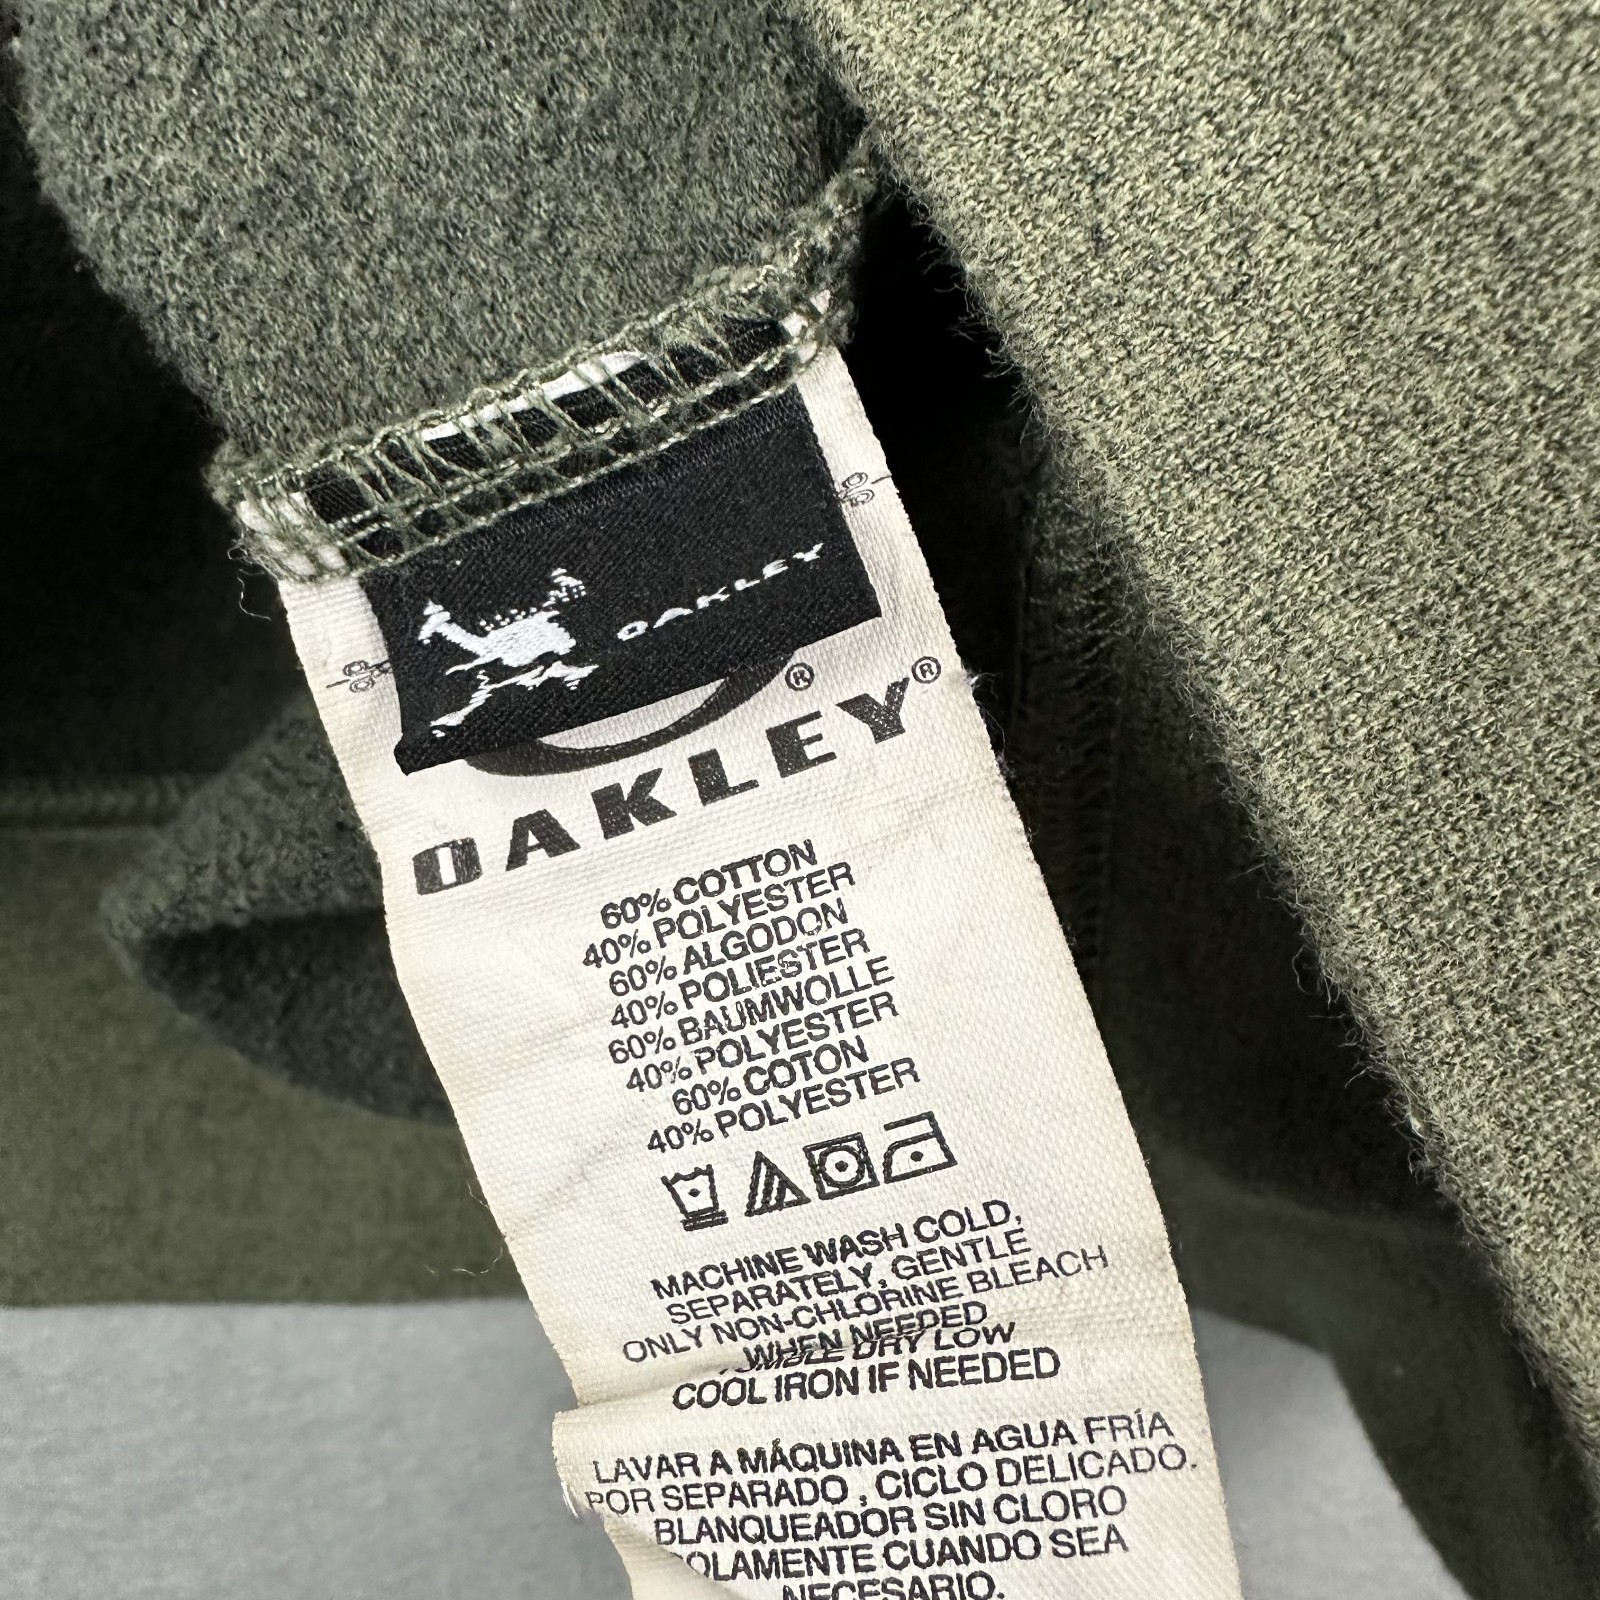 OAKLEY
®
OAKLEY®
60% COTTON
40% POLYESTER
60% ALGODON
40% POLIESTER
60% BAUMWOLLE
40% POLYESTER
60% COTON
40% POLYESTER
MACHINE WASH COLD,
SEPARATELY, GENTLE
ONLY NON-CHLORINE BLEACH
WHEN NEEDED
TUMBLE DRY LOW
COOL IRON IF NEEDED
LAVAR A MÁQUINA EN AGUA FRÍA
POR SEPARADO, CICLO DELICADO.
BLANQUEADOR SIN CLORO
SOLAMENTE CUANDO SEA
NECESARIO.